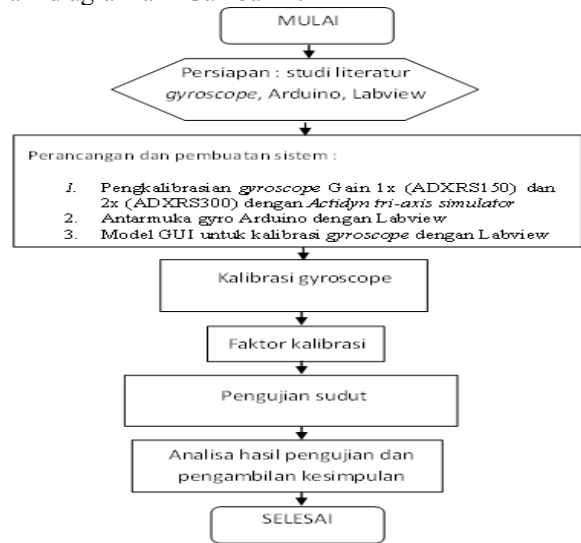 MULAI
Persiapan : studi literatur
gyroscope, Arduino, Labview
Perancangan dan pembuatan sistem :
1. Pengkalibrasian gyroscope Gain 1x (ADXRS150) dan
2x (ADXRS300) dengan Actidyn tri-axis simulator
2. Antarmuka gyro Arduino dengan Labview
3. Model GUI untuk kalibrasi gyroscope dengan Labview
Kalibrasi gyroscope
Faktor kalibrasi
Pengujian sudut
Analisa hasil pengujian dan
pengambilan kesimpulan
SELESAI